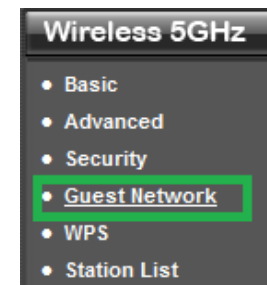 Wireless 5GHz
Basic
Advanced
Security
Guest Network
WPS
Station List